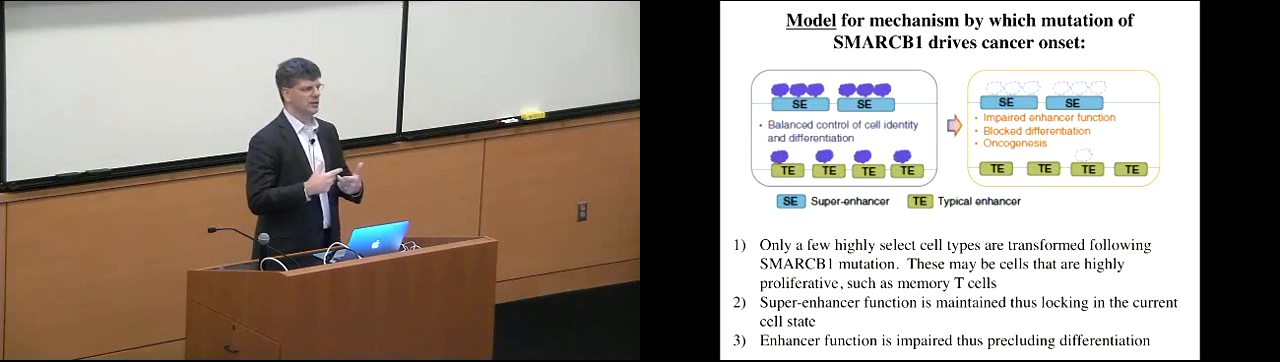 Model for mechanism by which mutation of
SMARCB1 drives cancer onset:
SE SE
• Balanced control of cell identity
and differentiation
TE TE TE TE
SE SE
• Impaired enhancer function
• Blocked differentiation
• Oncogenesis
TE TE TE TE
SE Super-enhancer TE Typical enhancer
1) Only a few highly select cell types are transformed following
SMARCB1 mutation. These may be cells that are highly
proliferative, such as memory T cells
2) Super-enhancer function is maintained thus locking in the current
cell state
3) Enhancer function is impaired thus precluding differentiation